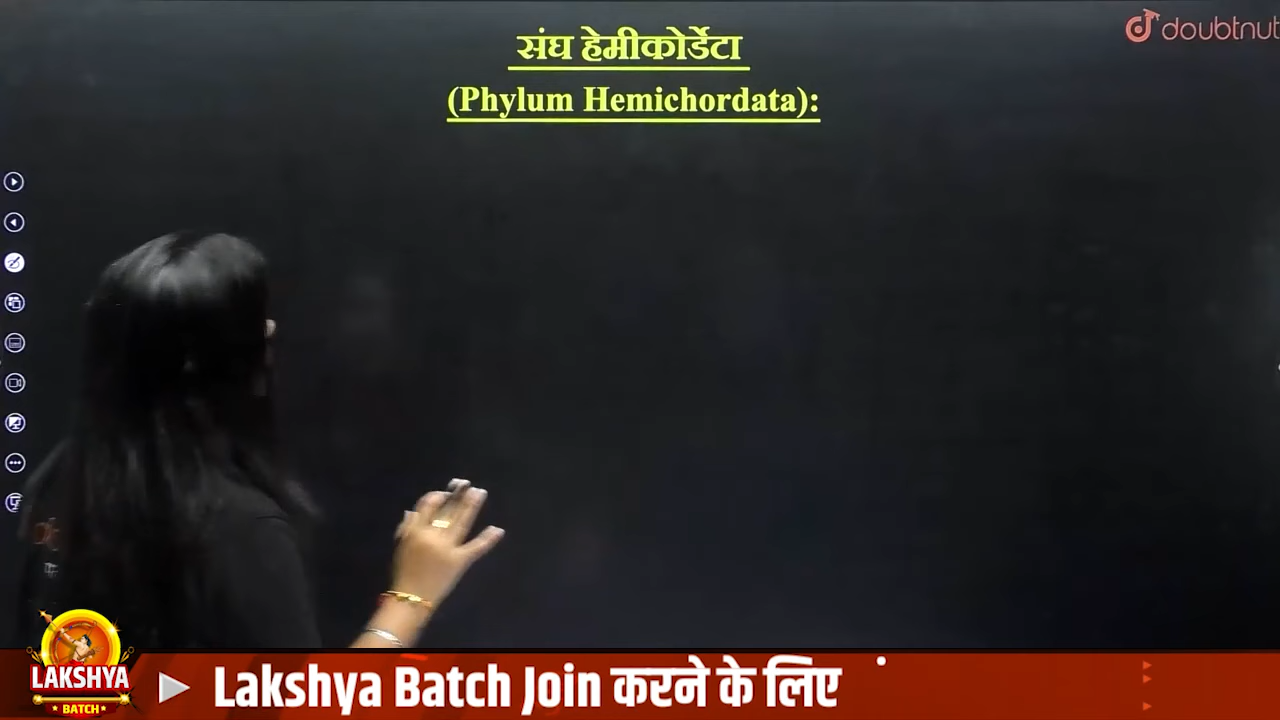 संघ हेमीकोर्डेटा
doubtnut
(Phylum Hemichordata):
LAKSHYA
BATCH
Lakshya Batch Join करने के लिए